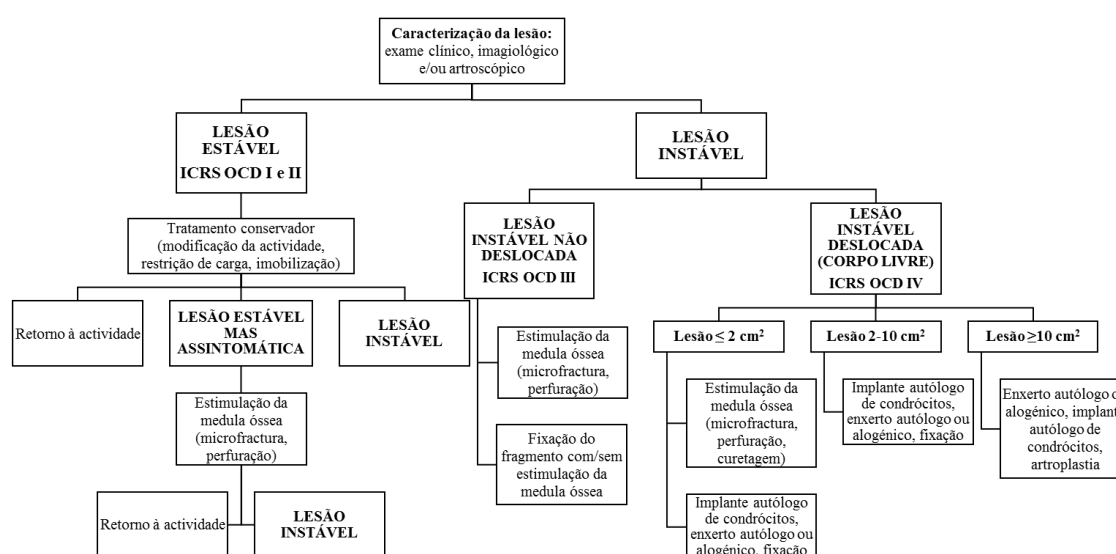 Caracterização da lesão:
exame clínico, imagiológico
e/ou artroscópico
LESÃO
ESTÁVEL
ICRS OCD I e II
LESÃO
INSTÁVEL
Tratamento conservador
(modificação da actividade,
restrição de carga, imobilização)
LESÃO
INSTÁVEL NÃO
DESLOCADA
ICRS OCD III
LESÃO
INSTÁVEL
DESLOCADA
(CORPO LIVRE)
ICRS OCD IV
Retorno à actividade
LESÃO ESTÁVEL
MAS
ASSINTOMÁTICA
LESÃO
INSTÁVEL
Estimulação da
medula óssea
(microfractura,
perfuração)
Retorno à actividade
LESÃO
INSTÁVEL
Estimulação da
medula óssea
(microfractura,
perfuração)
Fixação do
fragmento com/sem
estimulação da
medula óssea
Lesão ≤ 2 cm²
Estimulação da
medula óssea
(microfractura,
perfuração,
curetagem)
Implante autólogo
de condrócitos,
enxerto autólogo ou
alogénico, fixação
Lesão 2-10 cm²
Implante autólogo
de condrócitos,
enxerto autólogo ou
alogénico, fixação
Lesão ≥10 cm²
Enxerto autólogo
alogénico,
autólogo de
condrócitos,
artroplastia